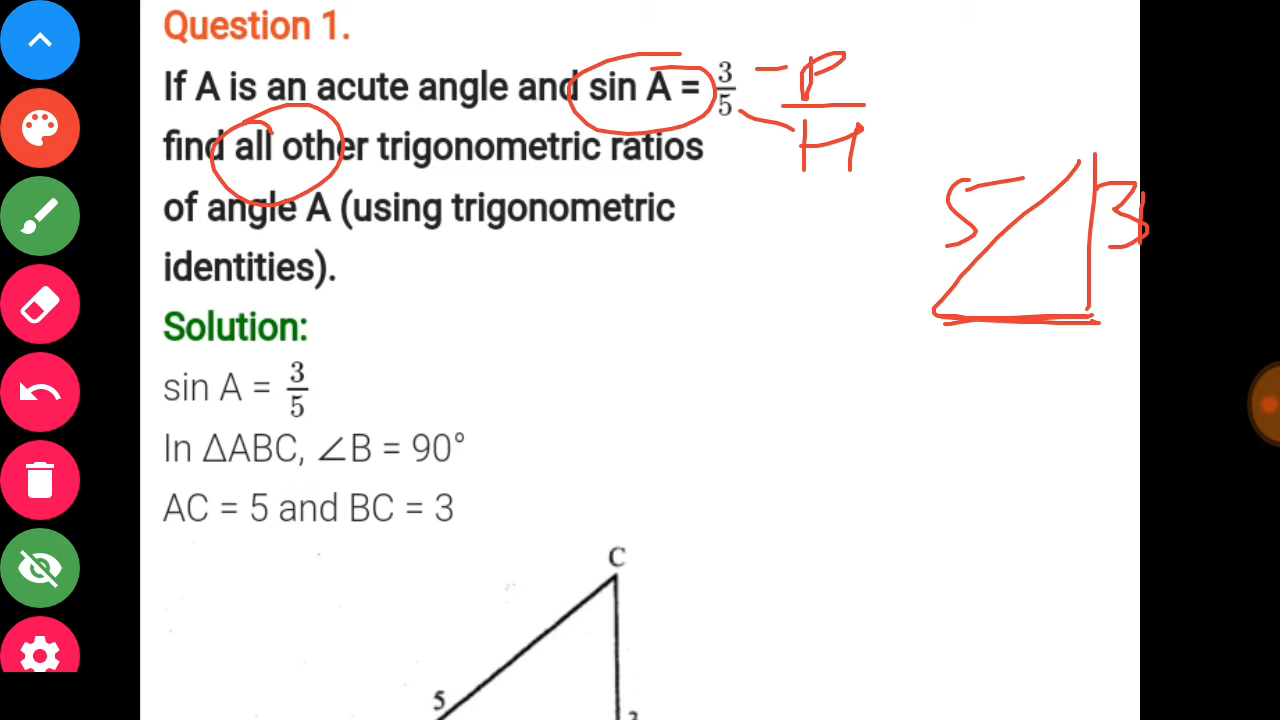 Question 1.
If A is an acute angle and sin A = 3/5 P/H
find all other trigonometric ratios
of angle A (using trigonometric
identities).
5 3
Solution:
sin A = 3/5
In ΔABC, ∠B = 90°
AC = 5 and BC = 3
C
5